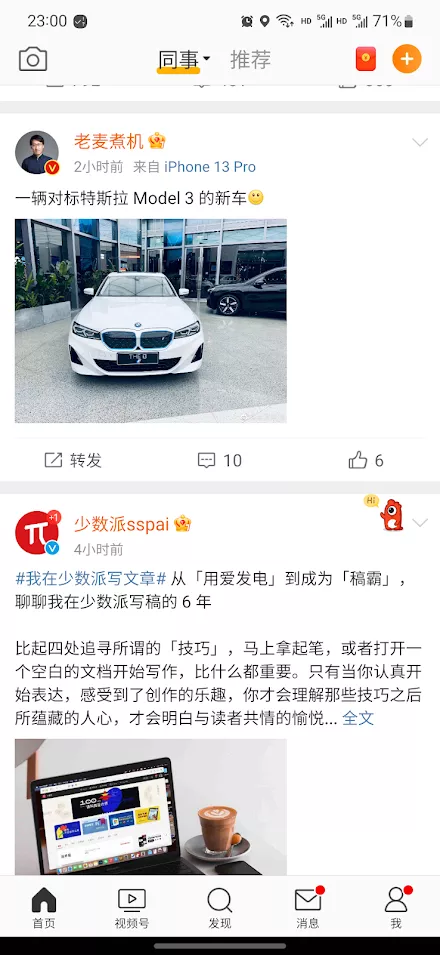 23:00
HD 5G HD 5G 71%
同事 推荐
老麦煮机
2小时前 来自 iPhone 13 Pro
一辆对标特斯拉 Model 3 的新车
THE 0
转发 10 6
HI
+1
少数派sspai
4小时前
#我在少数派写文章# 从「用爱发电」到成为「稿霸」，
聊聊我在少数派写稿的 6 年
比起四处追寻所谓的「技巧」，马上拿起笔，或者打开一
个空白的文档开始写作，比什么都重要。只有当你认真开
始表达，感受到了创作的乐趣，你才会理解那些技巧之后
所蕴藏的人心，才会明白与读者共情的愉悦... 全文
100
首页 视频号 发现 消息 我